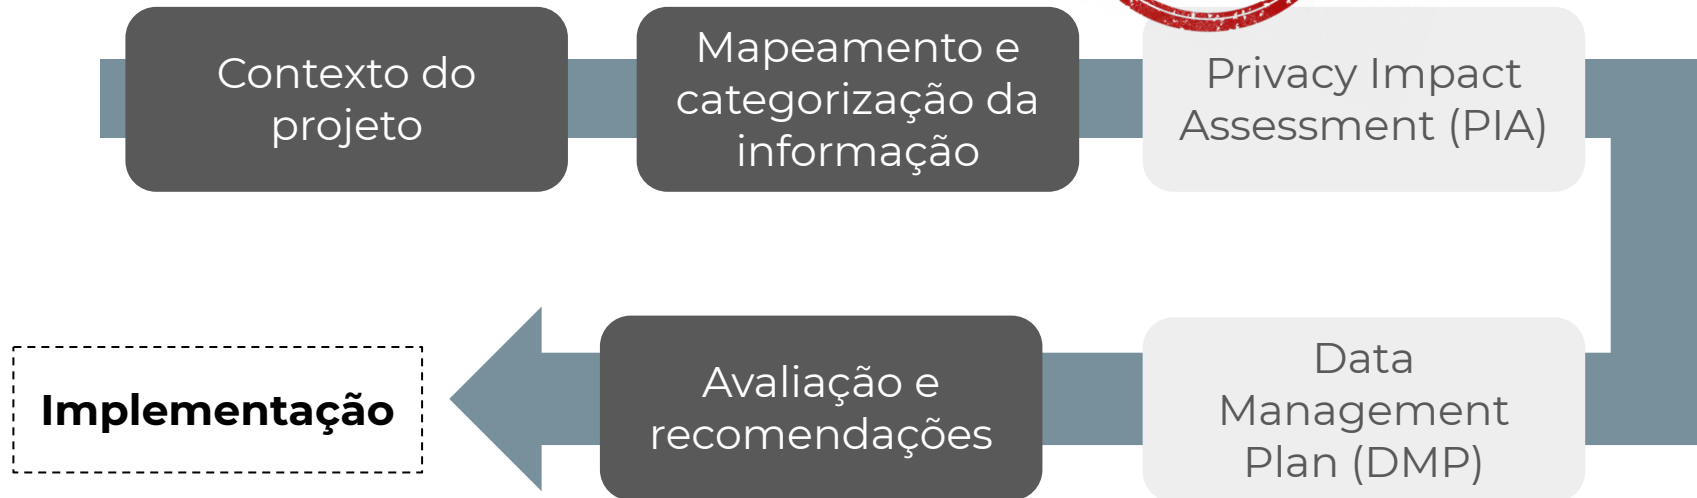 Contexto do
projeto
Mapeamento e
categorização da
informação
Privacy Impact
Assessment (PIA)
Data
Management
Plan (DMP)
Avaliação e
recomendações
Implementação